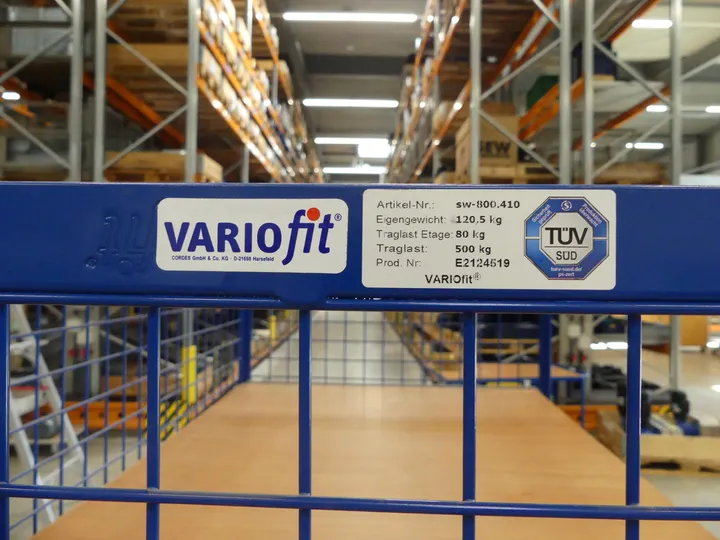 VARIOfit®
CORDES GmbH & Co. KG · D-21698 Harsefeld
Artikel-Nr.: sw-800.410
Eigengewicht: 120,5 kg
Traglast Etage: 80 kg
Traglast: 500 kg
Prod. Nr: E2124519
VARIOfit®
TÜV
SÜD